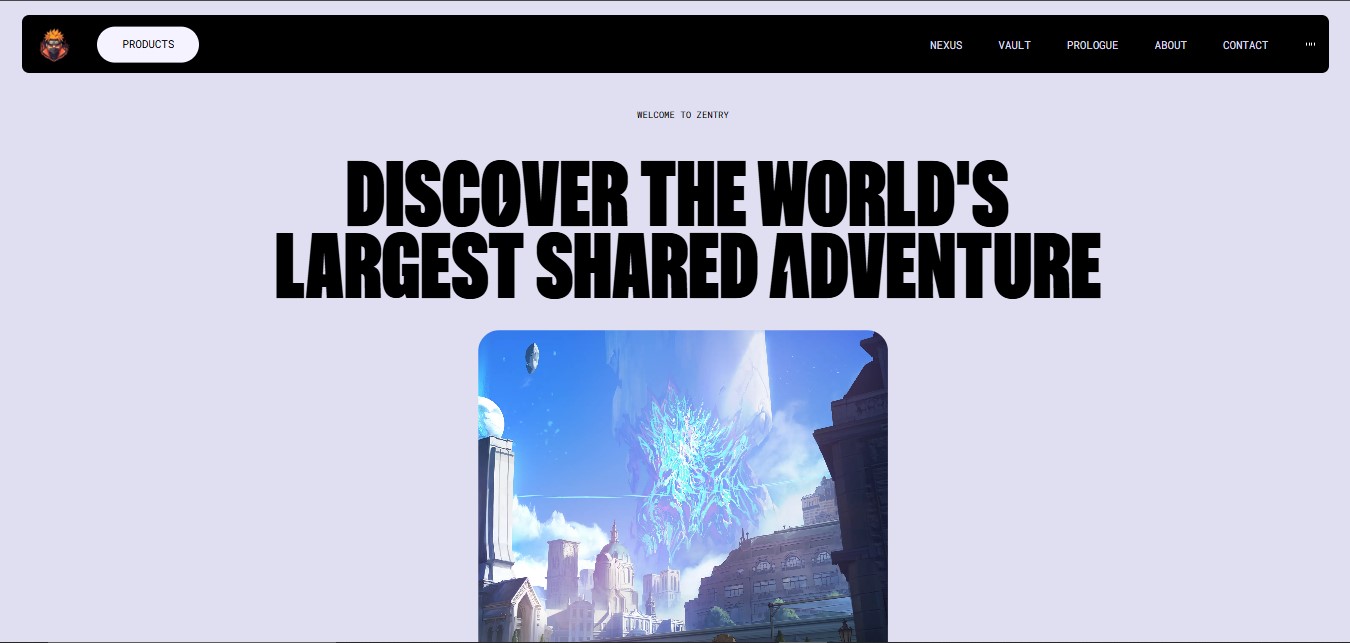 PRODUCTS
NEXUS
VAULT
PROLOGUE
ABOUT
CONTACT
WELCOME TO ZENTRY
DISCOVER THE WORLD'S
LARGEST SHARED ADVENTURE